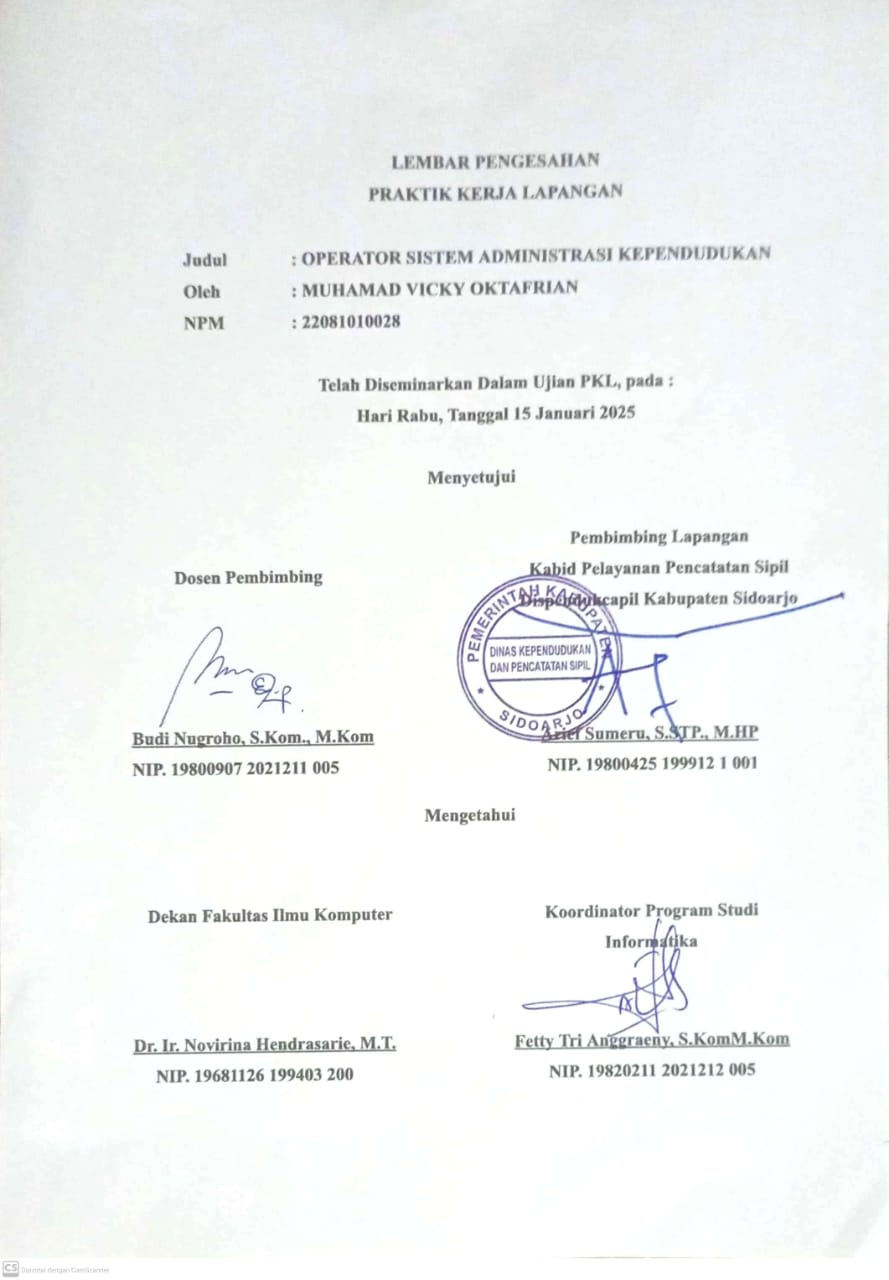 LEMBAR PENGESAHAN
PRAKTIK KERJA LAPANGAN
Judul : OPERATOR SISTEM ADMINISTRASI KEPENDUDUKAN
Oleh : MUHAMAD VICKY OKTAFRIAN
NPM : 22081010028
Telah Diseminarkan Dalam Ujian PKL, pada :
Hari Rabu, Tanggal 15 Januari 2025
Menyetujui
Dosen Pembimbing
Budi Nugroho, S.Kom., M.Kom
NIP. 19800907 2021211 005
Pembimbing Lapangan
Kabid Pelayanan Pencatatan Sipil
Dispendukcapil Kabupaten Sidoarjo
PEMERINTAH KABUPATEN
DINAS KEPENDUDUKAN
DAN PENCATATAN SIPIL
SIDOARJO
Arief Sumeru, S.STP., M.HP
NIP. 19800425 199912 1 001
Mengetahui
Dekan Fakultas Ilmu Komputer
Dr. Ir. Novirina Hendrasarie, M.T.
NIP. 19681126 199403 200
Koordinator Program Studi
Informatika
Fetty Tri Anggraeny, S.KomM.Kom
NIP. 19820211 2021212 005
CS Dipindai dengan CamScanner